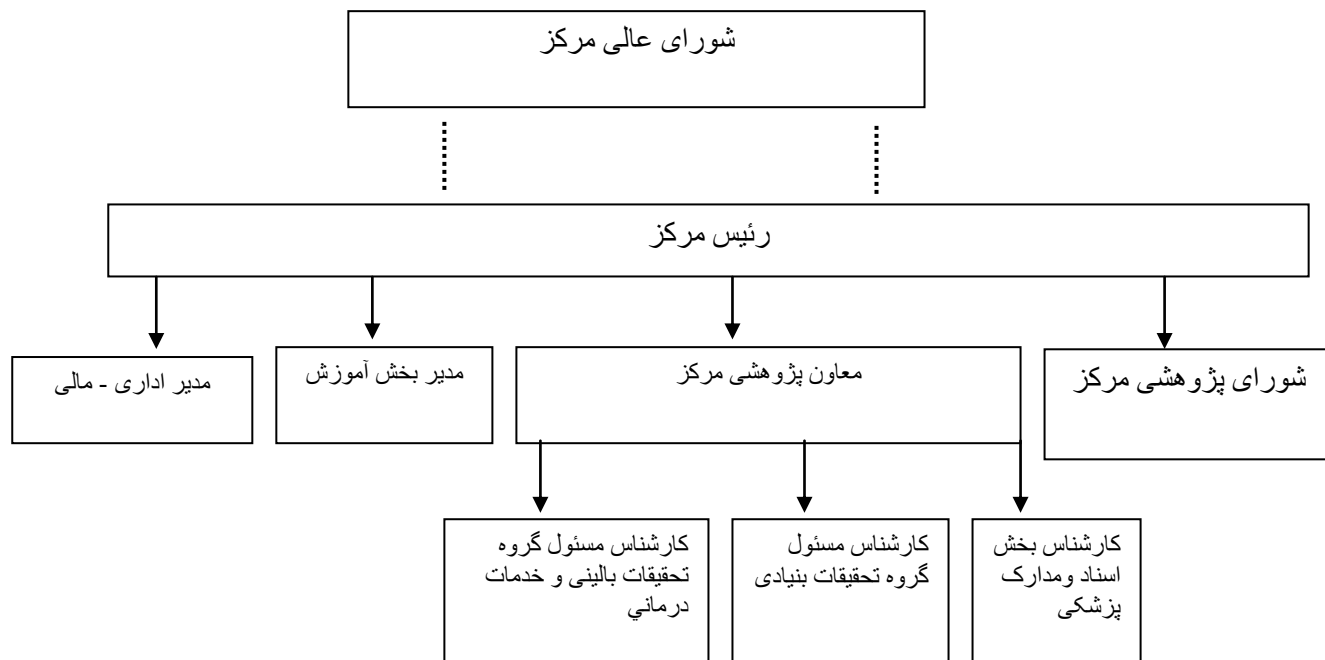 شورای عالی مرکز
رئیس مرکز
شورای پژوهشی مرکز
معاون پژوهشی مرکز
مدیر بخش آموزش
مدیر اداری - مالی
کارشناس بخش
اسناد ومدارک
پزشکی
کارشناس مسئول
گروه تحقیقات بنیادی
کارشناس مسئول گروه
تحقیقات بالینی و خدمات
درماني